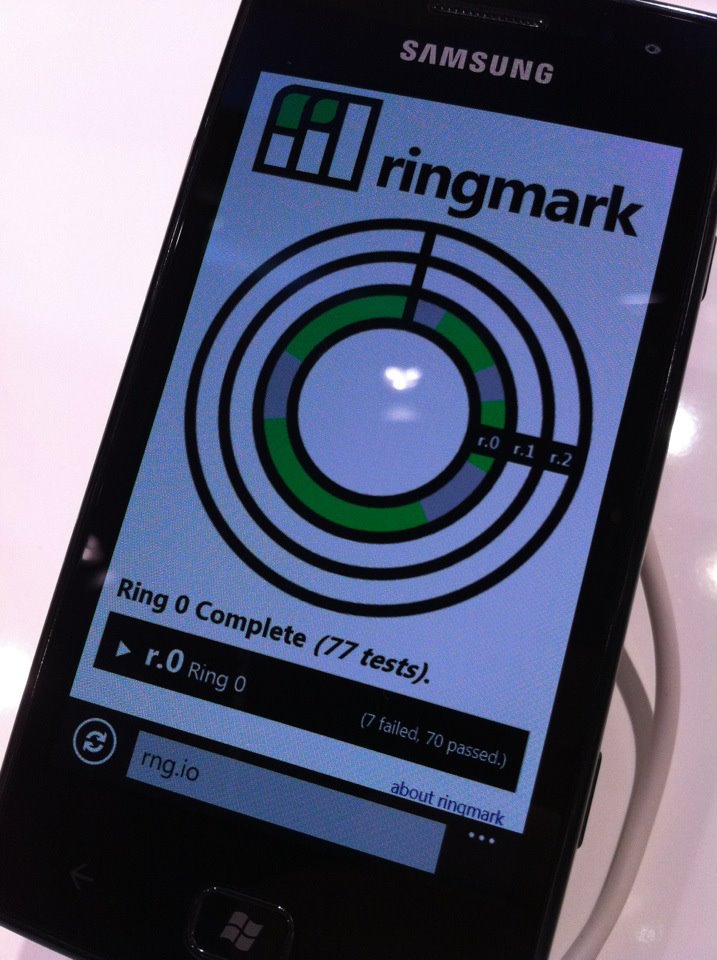 SAMSUNG
ringmark
r.0 r.1 r.2
Ring 0 Complete (77 tests).
r.0 Ring 0 (7 failed, 70 passed.)
about ringmark
rng.io